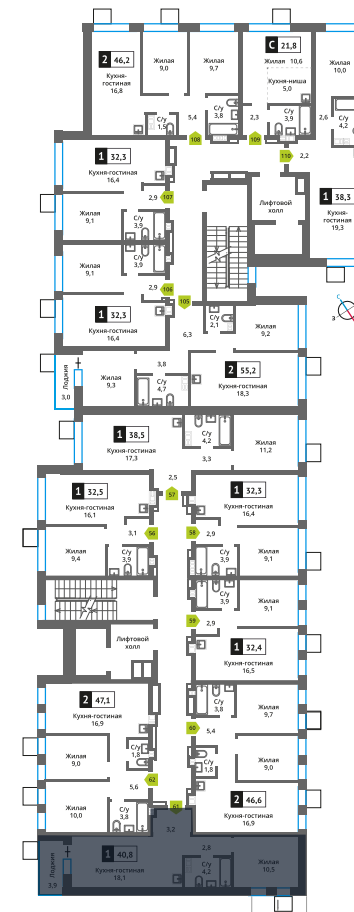 2 46,2
Кухня-
гостиная
16,8
Жилая
9,0
Жилая
9,7
С 21,8
Жилая 10,6
Кухня-ниша
5,0
Жилая
10,0
С/у
1,5
5,4
С/у
3,8
2,3
С/у
3,9
2,6
С/у
4,2
108
109
110
2,2
1 32,3
Кухня-гостиная
16,4
2,9
107
Жилая
9,1
С/у
3,9
Лифтовой
холл
1 38,3
Кухня-
гостиная
19,3
Жилая
9,1
С/у
3,9
2,9
106
105
1 32,3
Кухня-гостиная
16,4
6,3
С/у
2,1
Жилая
9,2
С
З
Лоджия
3,0
Жилая
9,3
3,8
С/у
4,7
2 55,2
Кухня-гостиная
18,3
1 38,5
Кухня-гостиная
17,3
С/у
4,2
3,3
Жилая
11,2
2,5
57
1 32,5
Кухня-гостиная
16,1
1 32,3
Кухня-гостиная
16,4
3,1
56
58
2,9
Жилая
9,4
С/у
3,9
С/у
3,9
Жилая
9,1
С/у
3,9
Жилая
9,1
59
2,9
Лифтовой
холл
1 32,4
Кухня-гостиная
16,5
2 47,1
Кухня-гостиная
16,9
С/у
3,8
Жилая
9,7
60
5,4
Жилая
9,0
С/у
1,8
С/у
1,8
Жилая
9,0
62
5,6
Жилая
10,0
С/у
3,8
2 46,6
Кухня-гостиная
16,9
61
3,2
Лоджия
3,9
1 40,8
Кухня-гостиная
18,1
2,8
С/у
4,2
Жилая
10,5